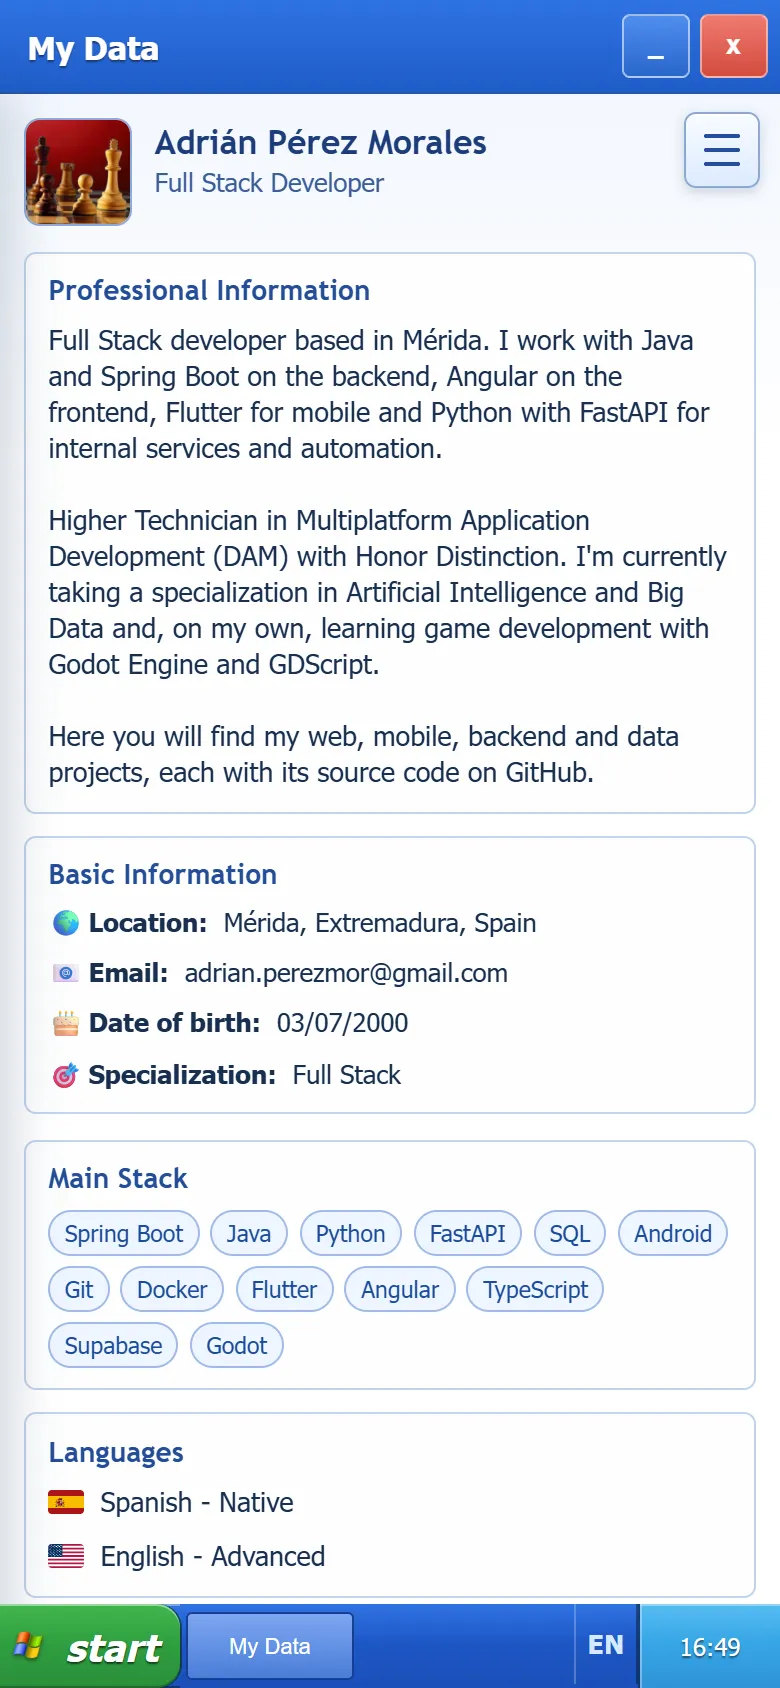 My Data
_
x
Adrián Pérez Morales
Full Stack Developer
Professional Information
Full Stack developer based in Mérida. I work with Java
and Spring Boot on the backend, Angular on the
frontend, Flutter for mobile and Python with FastAPI for
internal services and automation.
Higher Technician in Multiplatform Application
Development (DAM) with Honor Distinction. I'm currently
taking a specialization in Artificial Intelligence and Big
Data and, on my own, learning game development with
Godot Engine and GDScript.
Here you will find my web, mobile, backend and data
projects, each with its source code on GitHub.
Basic Information
Location: Mérida, Extremadura, Spain
Email: adrian.perezmor@gmail.com
Date of birth: 03/07/2000
Specialization: Full Stack
Main Stack
Spring Boot Java Python FastAPI SQL Android
Git Docker Flutter Angular TypeScript
Supabase Godot
Languages
Spanish - Native
English - Advanced
start My Data EN 16:49